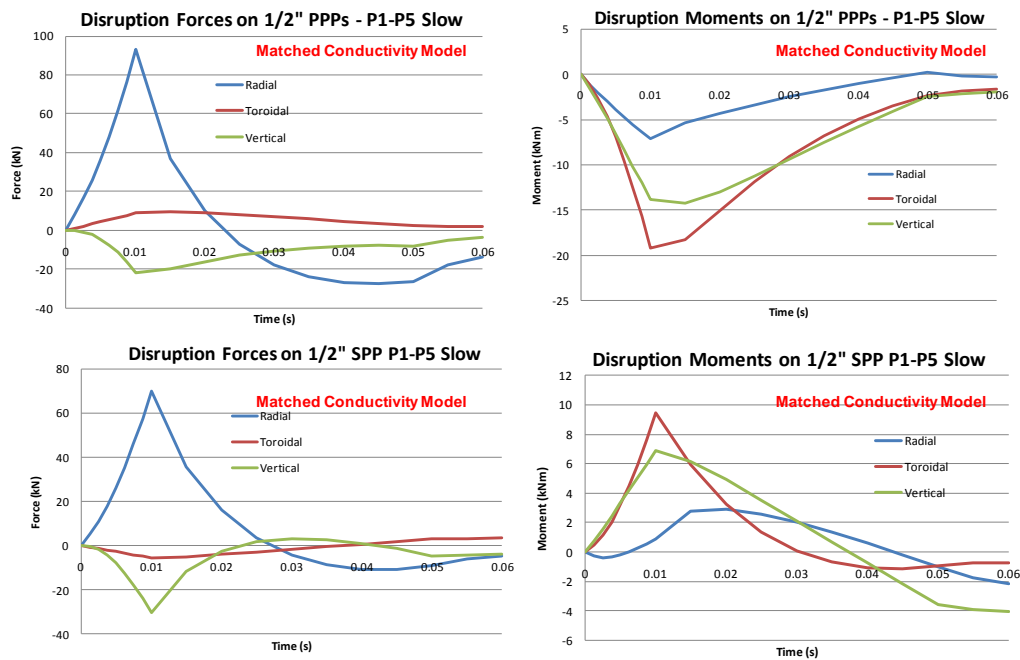 Disruption Forces on 1/2" PPPs - P1-P5 Slow
Matched Conductivity Model
Radial
Toroidal
Vertical
100
80
60
40
20
0
-20
-40
0
0.01
0.02
0.03
0.04
0.05
0.06
Force (kN)
Time (s)
Disruption Moments on 1/2" PPPs - P1-P5 Slow
Matched Conductivity Model
5
0
-5
-10
-15
-20
-25
0
0.01
0.02
0.03
0.04
0.05
0.06
Radial
Toroidal
Vertical
Moment (kNm)
Time (s)
Disruption Forces on 1/2" SPP P1-P5 Slow
Matched Conductivity Model
Radial
Toroidal
Vertical
80
60
40
20
0
-20
-40
0
0.01
0.02
0.03
0.04
0.05
0.06
Force (kN)
Time (s)
Disruption Moments on 1/2" SPP P1-P5 Slow
Matched Conductivity Model
12
10
8
6
4
2
0
-2
-4
-6
Radial
Toroidal
Vertical
0
0.01
0.02
0.03
0.04
0.05
0.06
Moment (kNm)
Time (s)